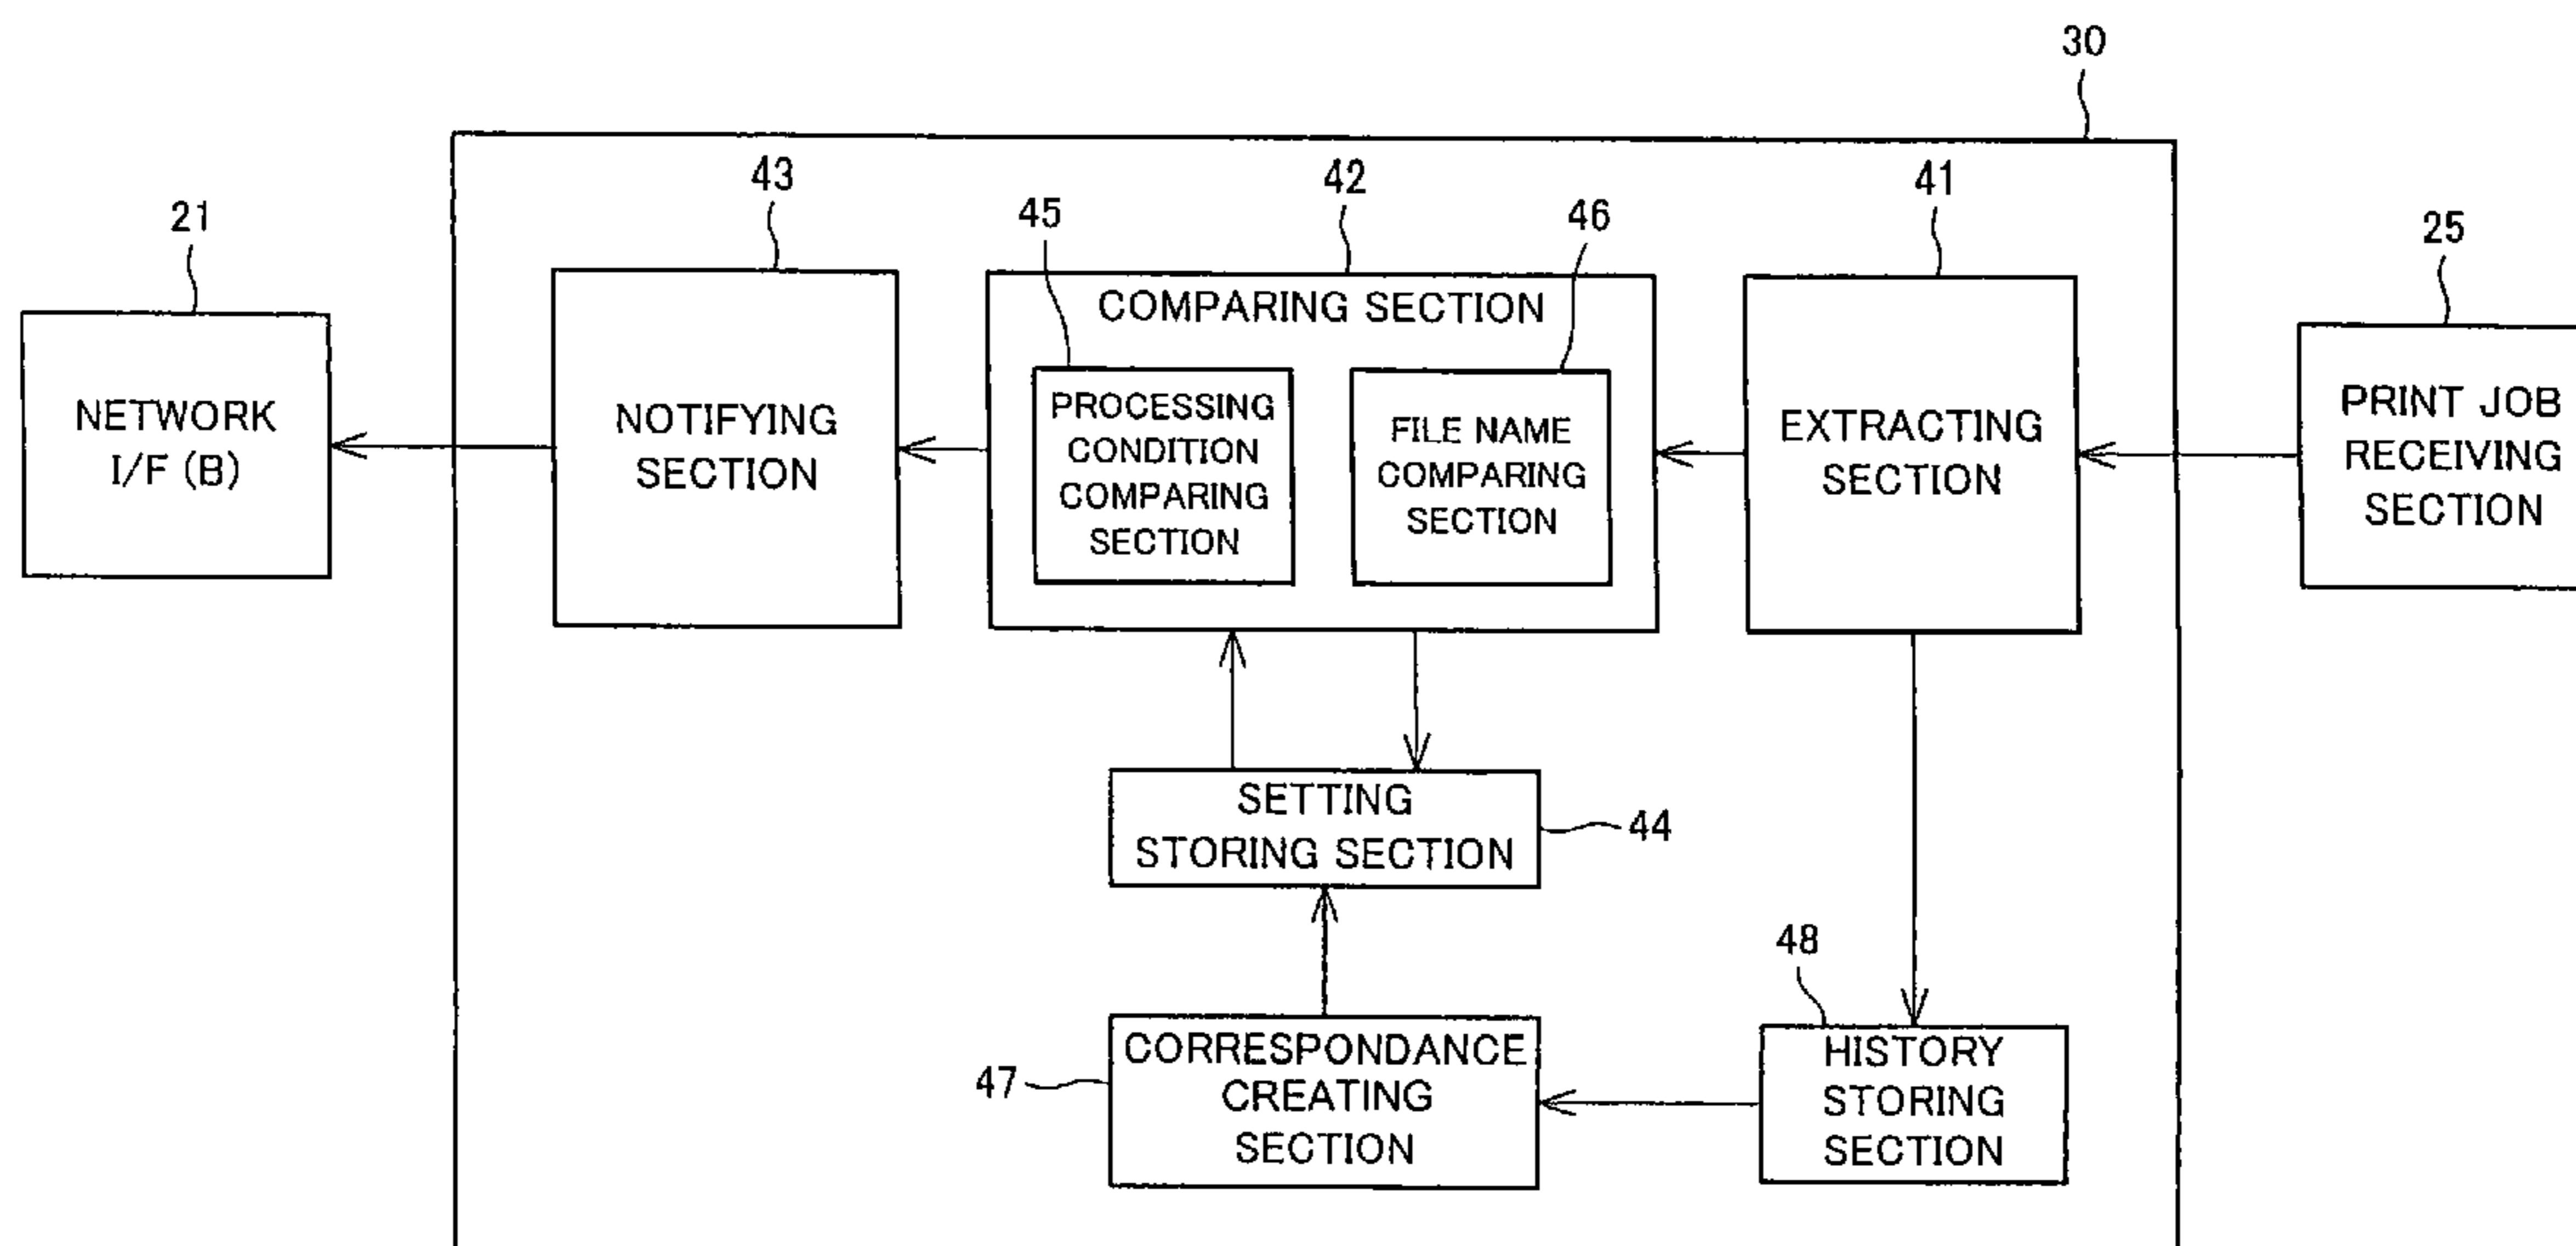 30
43
42
41
45
46
21
25
COMPARING SECTION
NETWORK
I/F (B)
NOTIFYING
SECTION
PROCESSING
CONDITION
COMPARING
SECTION
FILE NAME
COMPARING
SECTION
EXTRACTING
SECTION
PRINT JOB
RECEIVING
SECTION
SETTING
STORING SECTION
44
48
47
CORRESPONDANCE
CREATING
SECTION
HISTORY
STORING
SECTION